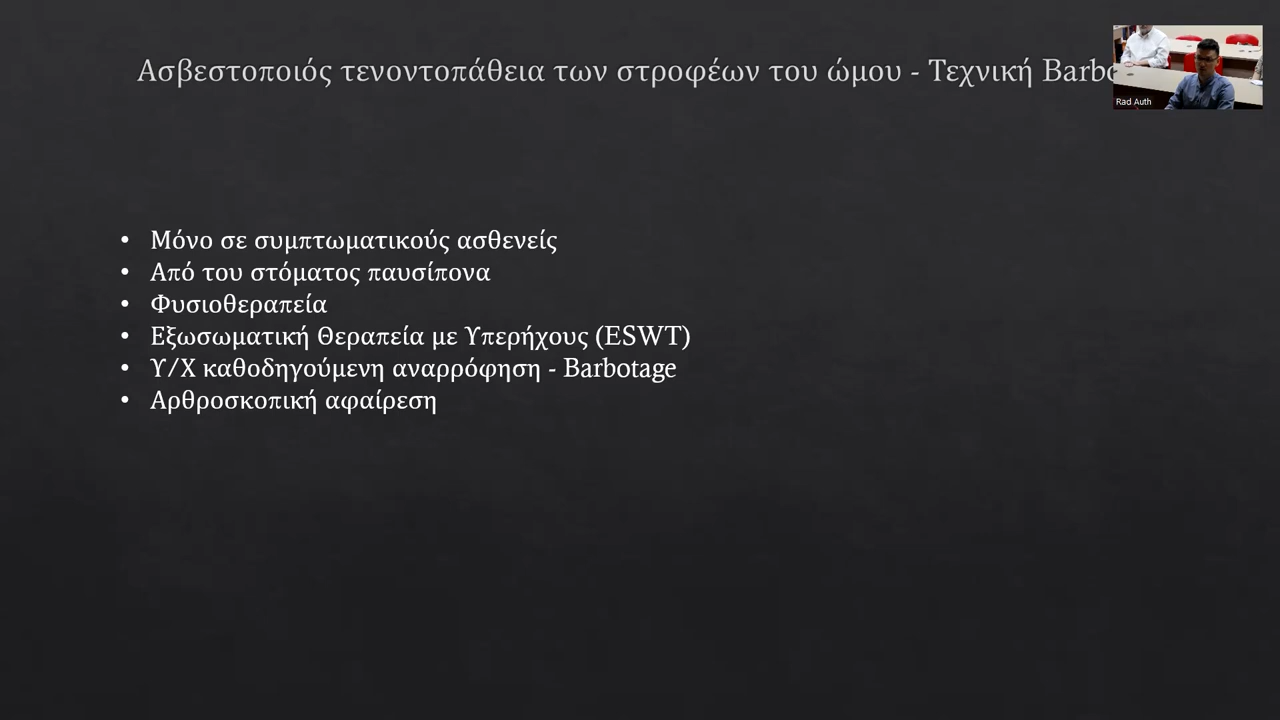 Ασβεστοποιός τενοντοπάθεια των στροφέων του ώμου - Τεχνική
Rad Auth
• Μόνο σε συμπτωματικούς ασθενείς
• Από του στόματος παυσίπονα
• Φυσιοθεραπεία
• Εξωσωματική Θεραπεία με Υπερήχους (ESWT)
• Υ/Χ καθοδηγούμενη αναρρόφηση - Barbotage
• Αρθροσκοπική αφαίρεση